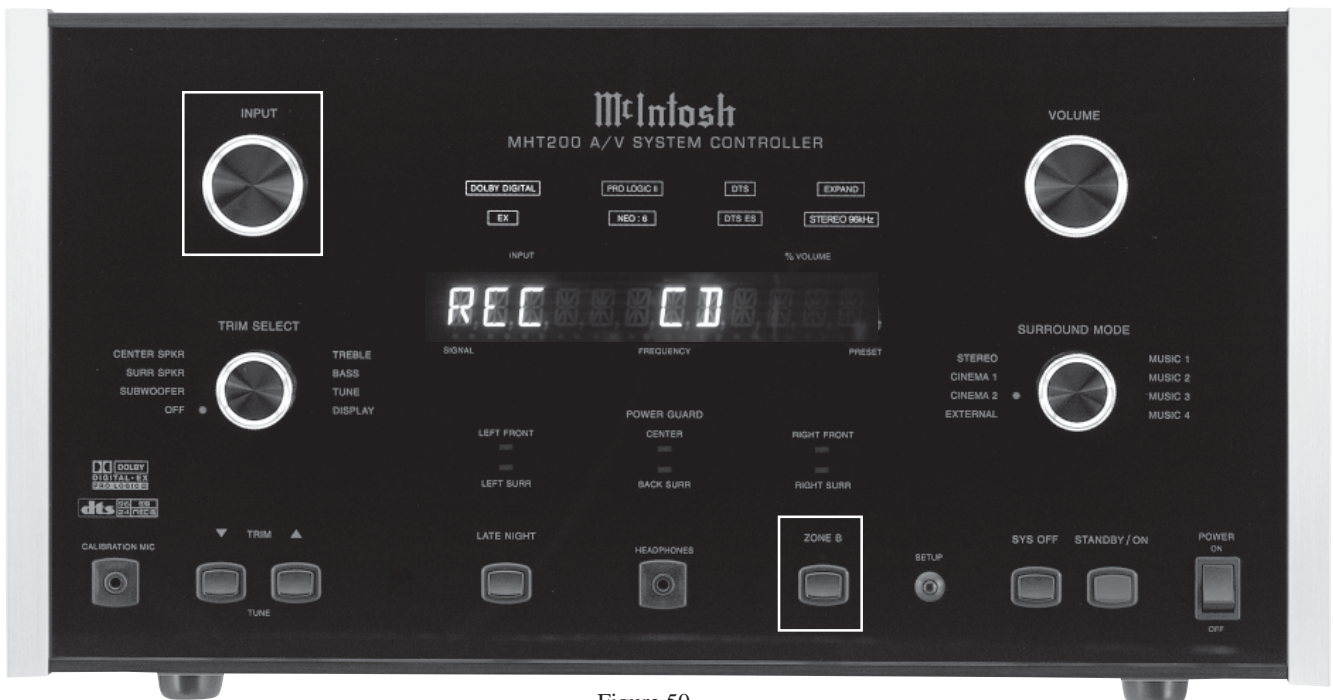 INPUT
McIntosh
MHT200 A/V SYSTEM CONTROLLER
VOLUME
DOLBY DIGITAL
PRO LOGIC II
DTS
EXPAND
EX
NEO : 6
DTS ES
STEREO 96kHz
INPUT
% VOLUME
REC CD
SIGNAL
FREQUENCY
PRESET
TRIM SELECT
CENTER SPKR
SURR SPKR
SUBWOOFER
OFF
TREBLE
BASS
TUNE
DISPLAY
SURROUND MODE
STEREO
CINEMA 1
CINEMA 2
EXTERNAL
MUSIC 1
MUSIC 2
MUSIC 3
MUSIC 4
POWER GUARD
LEFT FRONT
CENTER
RIGHT FRONT
LEFT SURR
BACK SURR
RIGHT SURR
DOLBY
DIGITAL·EX
PRO LOGIC II
dts
CALIBRATION MIC
▼ TRIM ▲
TUNE
LATE NIGHT
HEADPHONES
ZONE B
SETUP
SYS OFF
STANDBY / ON
POWER
ON
OFF
Figure 50